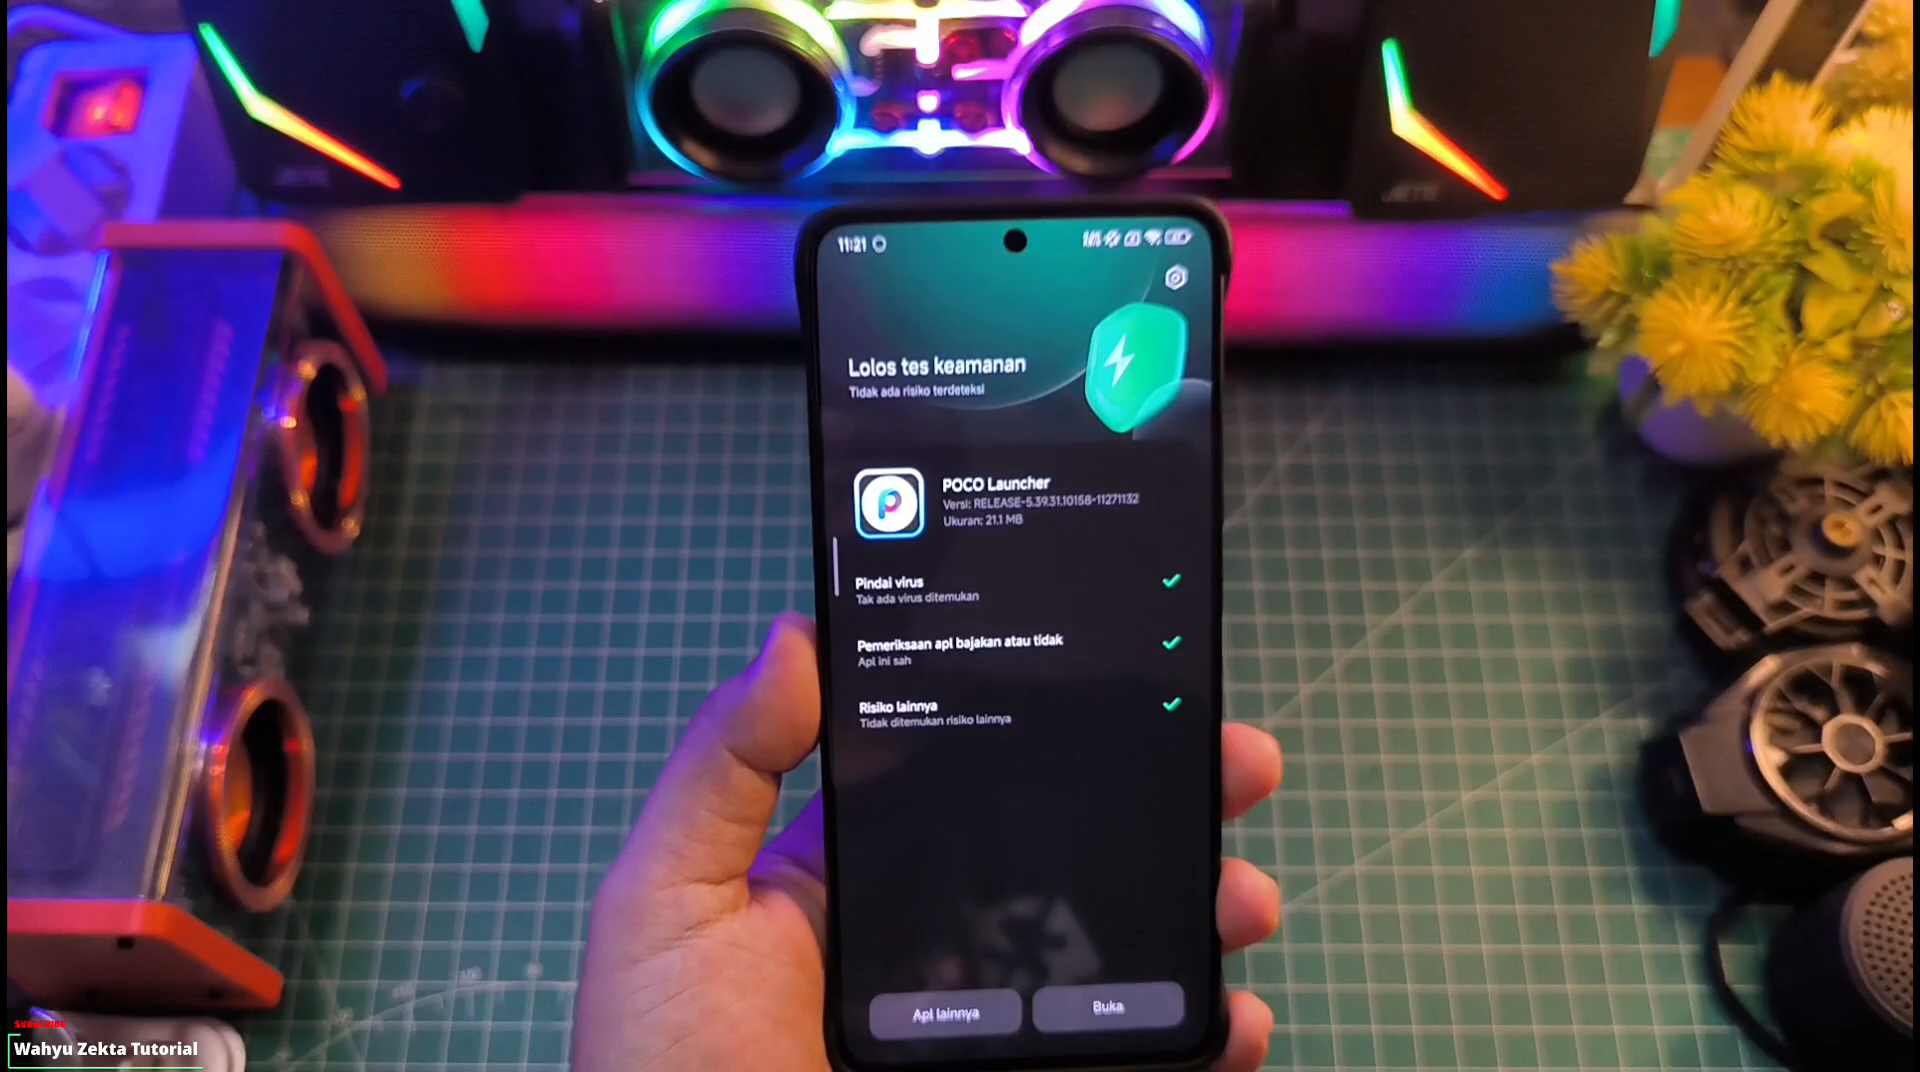 JETE
11:21
Lolos tes keamanan
Tidak ada risiko terdeteksi
POCO Launcher
Versi: RELEASE-5.39.31.10158-11271132
Ukuran: 21.1 MB
Pindai virus
Tak ada virus ditemukan
Pemeriksaan apl bajakan atau tidak
Apl ini sah
Risiko lainnya
Tidak ditemukan risiko lainnya
Apl lainnya
Buka
SUBSCRIBE
Wahyu Zekta Tutorial